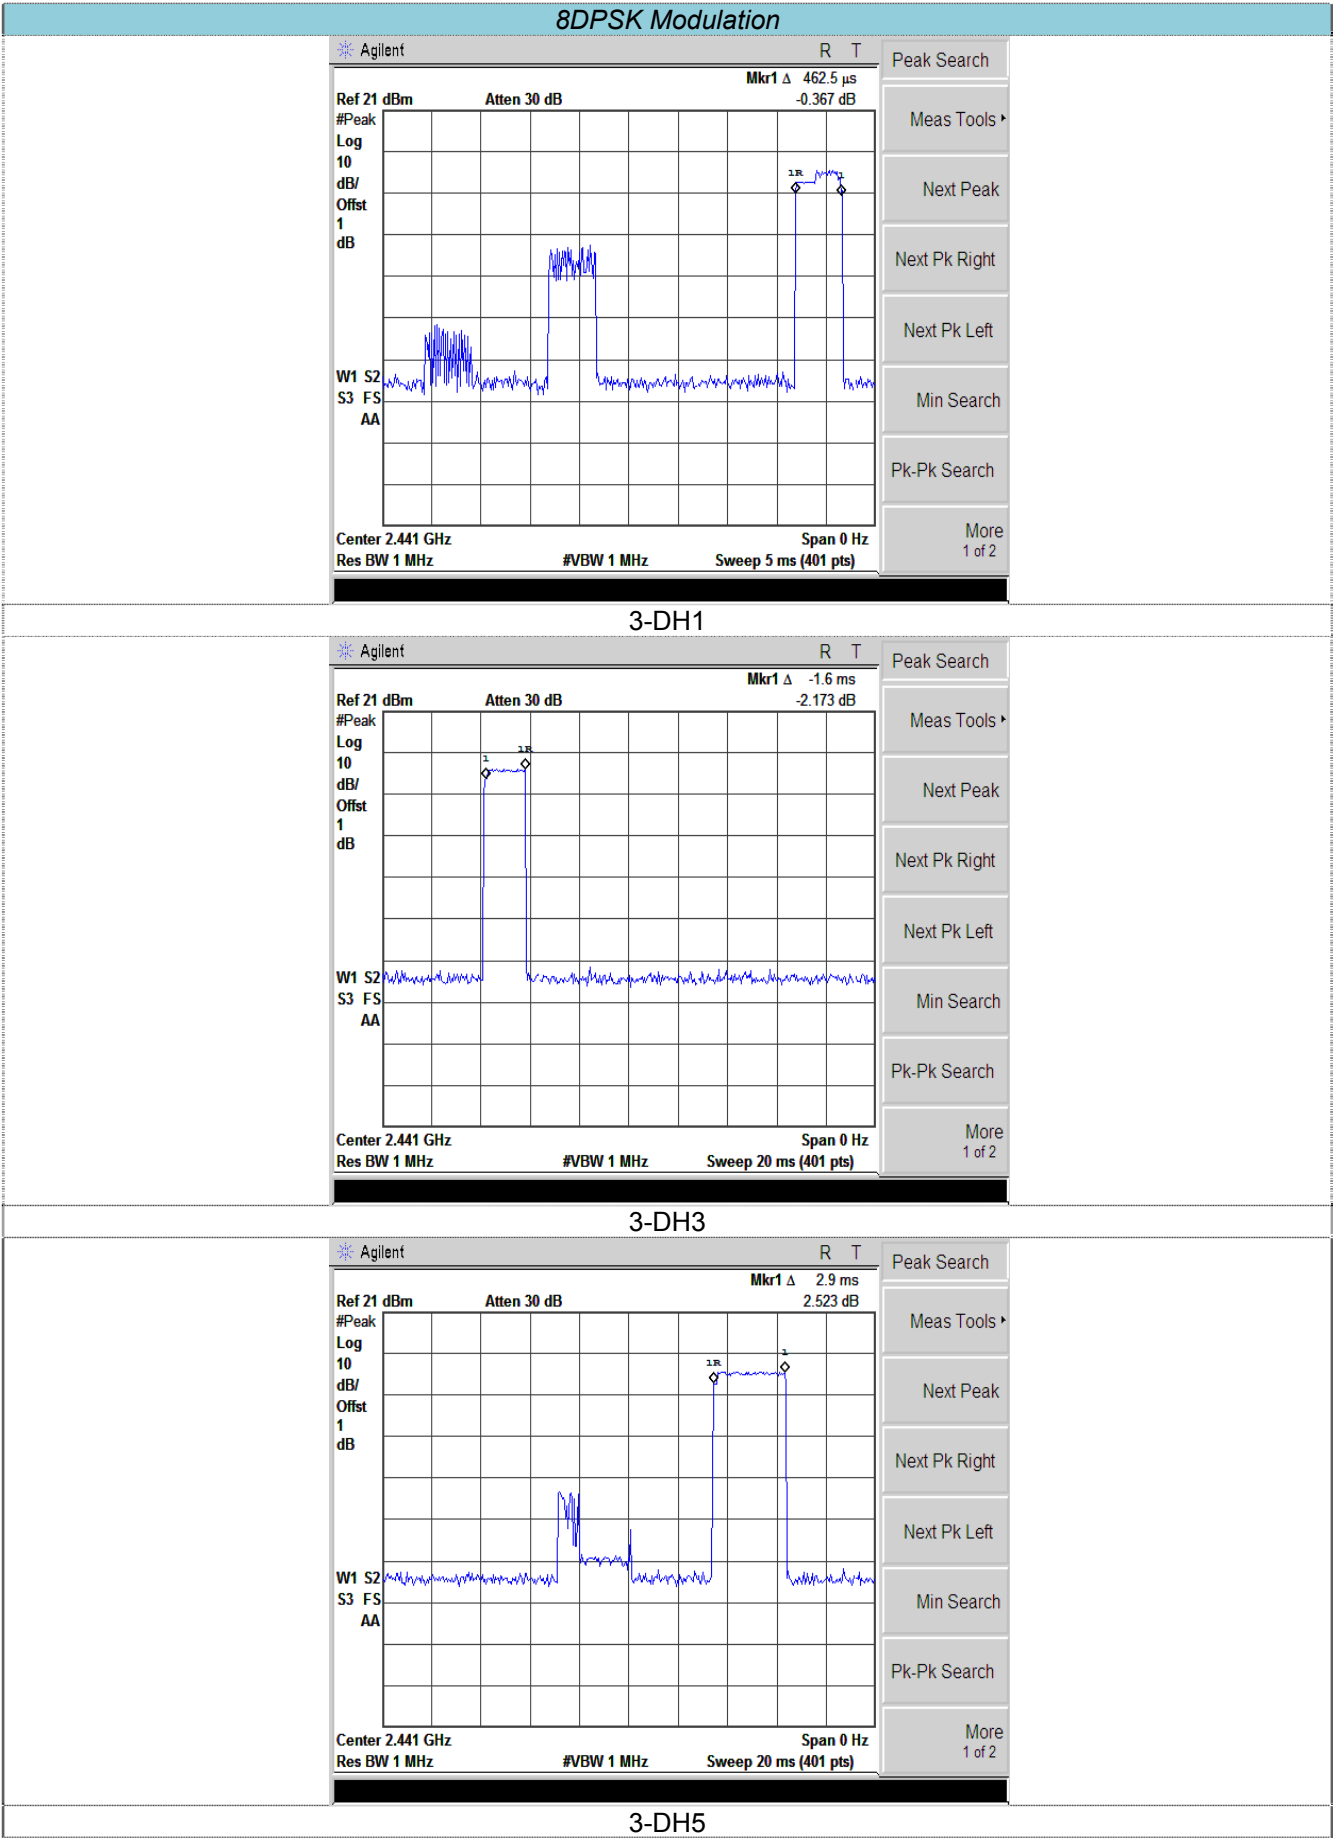 8DPSK Modulation
Agilent R T
Peak Search
Mkr1 Δ 462.5 µs
Ref 21 dBm Atten 30 dB -0.367 dB
#Peak
Log
10
dB/
Offst
1
dB
1R
1
W1 S2
S3 FS
AA
Center 2.441 GHz Span 0 Hz
Res BW 1 MHz #VBW 1 MHz Sweep 5 ms (401 pts)
Meas Tools
Next Peak
Next Pk Right
Next Pk Left
Min Search
Pk-Pk Search
More
1 of 2
3-DH1
Agilent R T
Peak Search
Mkr1 Δ -1.6 ms
Ref 21 dBm Atten 30 dB -2.173 dB
#Peak
Log
10
dB/
Offst
1
dB
1
1R
W1 S2
S3 FS
AA
Center 2.441 GHz Span 0 Hz
Res BW 1 MHz #VBW 1 MHz Sweep 20 ms (401 pts)
Meas Tools
Next Peak
Next Pk Right
Next Pk Left
Min Search
Pk-Pk Search
More
1 of 2
3-DH3
Agilent R T
Peak Search
Mkr1 Δ 2.9 ms
Ref 21 dBm Atten 30 dB 2.523 dB
#Peak
Log
10
dB/
Offst
1
dB
1R
1
W1 S2
S3 FS
AA
Center 2.441 GHz Span 0 Hz
Res BW 1 MHz #VBW 1 MHz Sweep 20 ms (401 pts)
Meas Tools
Next Peak
Next Pk Right
Next Pk Left
Min Search
Pk-Pk Search
More
1 of 2
3-DH5